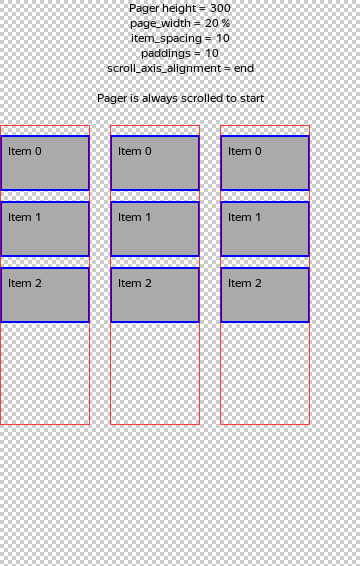 Pager height = 300
page_width = 20 %
item_spacing = 10
paddings = 10
scroll_axis_alignment = end
Pager is always scrolled to start
Item 0
Item 1
Item 2
Item 0
Item 1
Item 2
Item 0
Item 1
Item 2